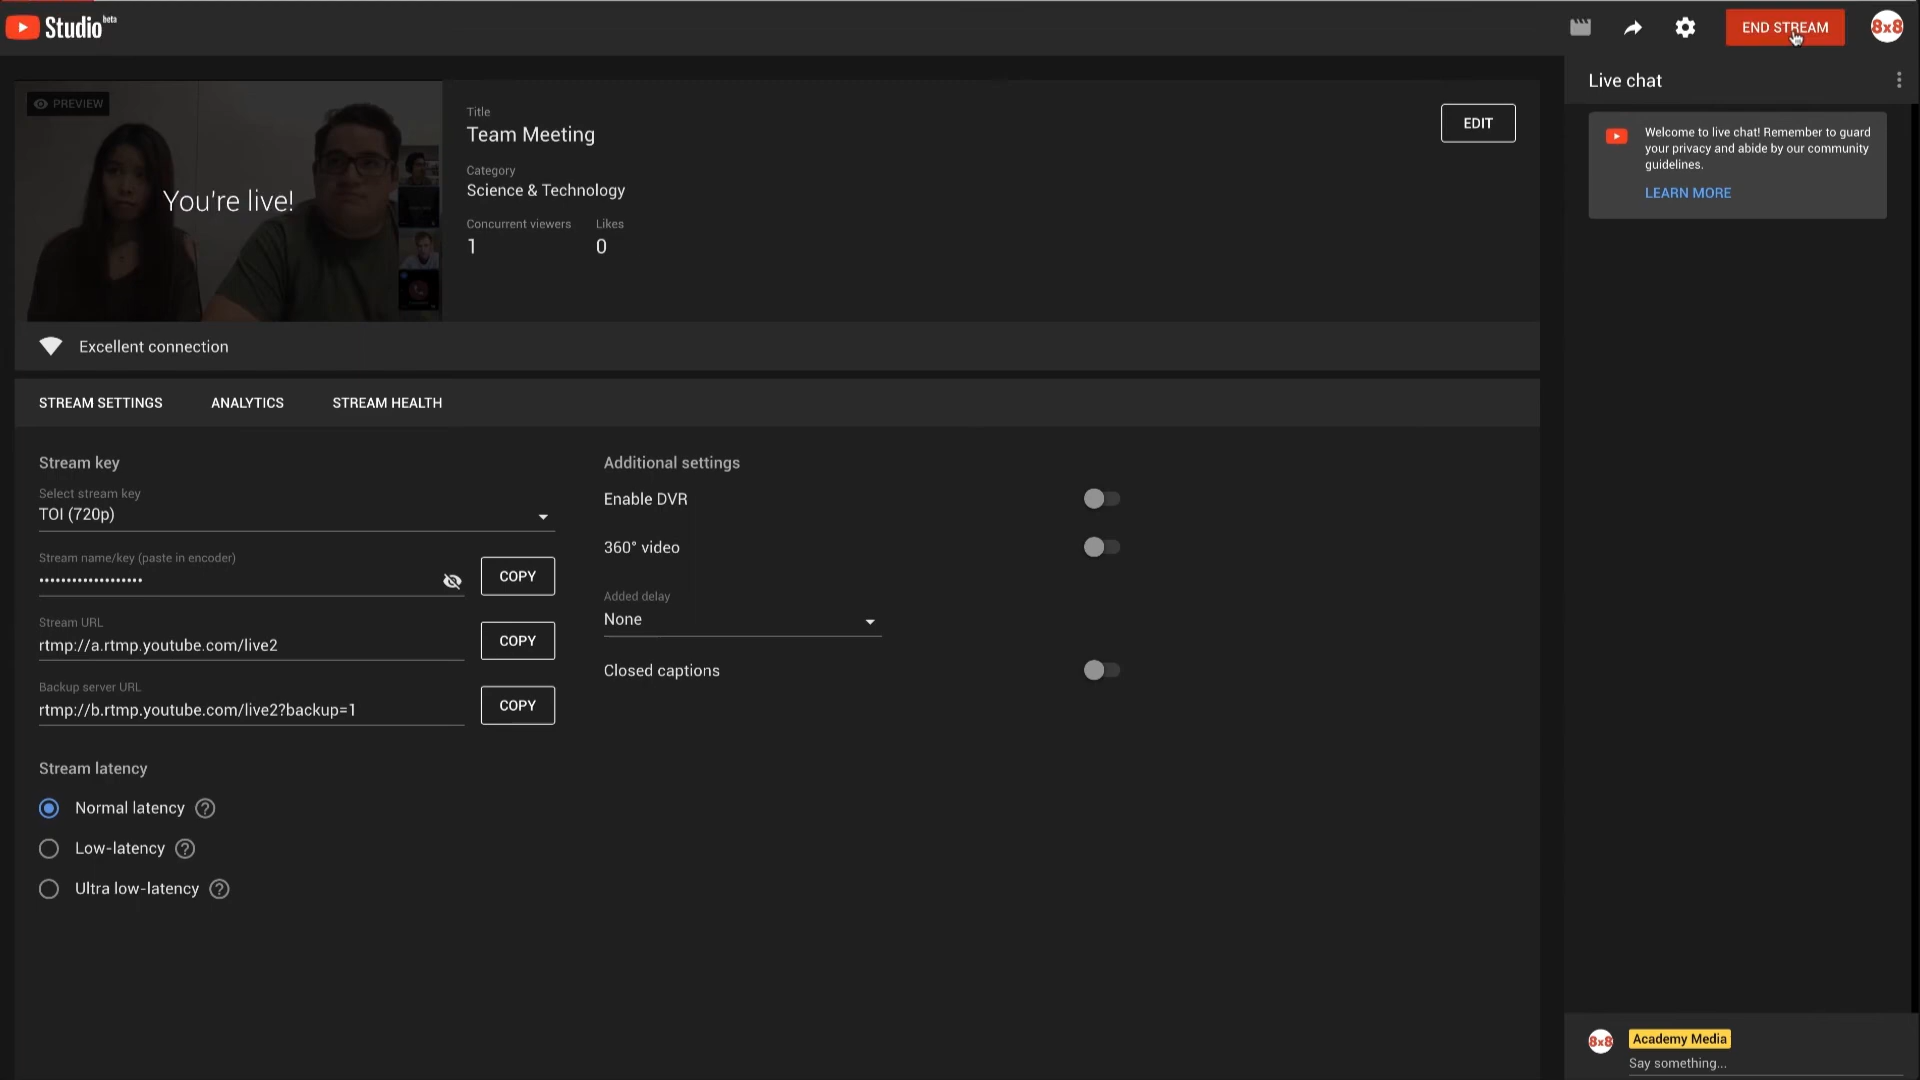 Studio beta
END STREAM
8x8
PREVIEW
You're live!
Title
Team Meeting
EDIT
Category
Science & Technology
Concurrent viewers
Likes
1
0
Excellent connection
STREAM SETTINGS
ANALYTICS
STREAM HEALTH
Stream key
Select stream key
TOI (720p)
Stream name/key (paste in encoder)
•••••••••••••••••••
COPY
Stream URL
rtmp://a.rtmp.youtube.com/live2
COPY
Backup server URL
rtmp://b.rtmp.youtube.com/live2?backup=1
COPY
Stream latency
Normal latency ?
Low-latency ?
Ultra low-latency ?
Additional settings
Enable DVR
360° video
Added delay
None
Closed captions
Live chat
Welcome to live chat! Remember to guard
your privacy and abide by our community
guidelines.
LEARN MORE
8x8
Academy Media
Say something...